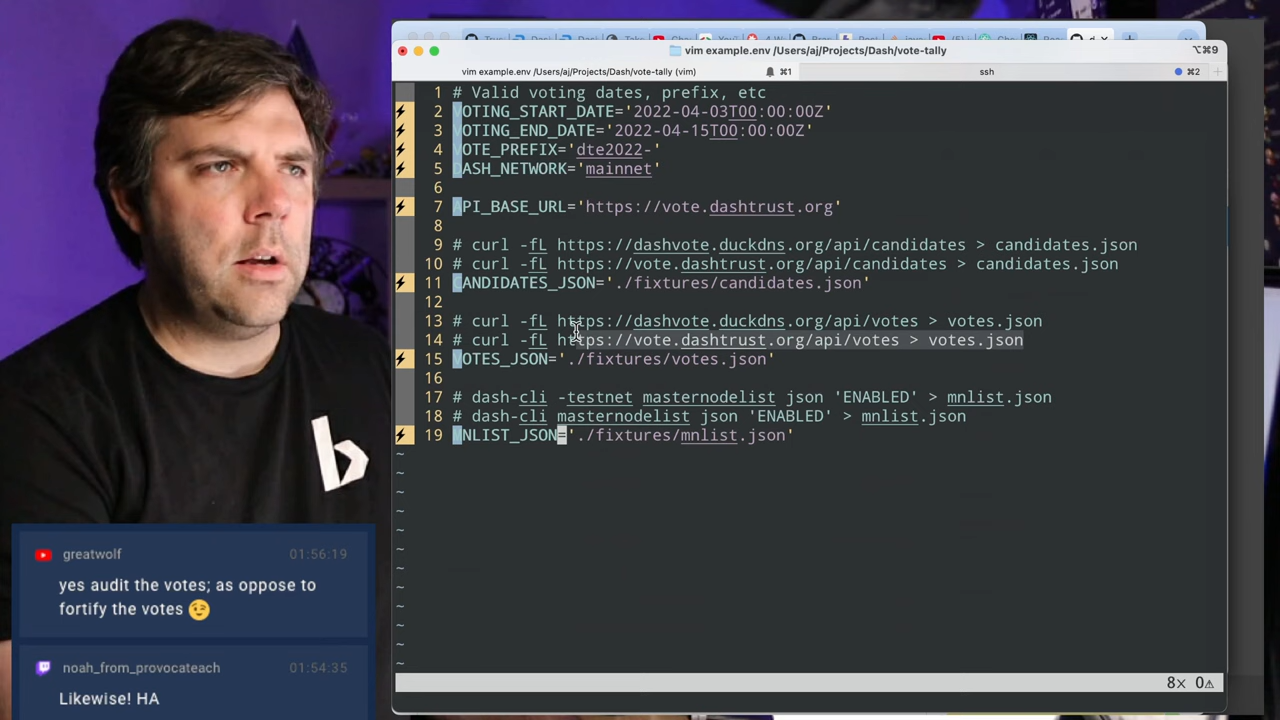 vim example.env /Users/aj/Projects/Dash/vote-tally
⌥⌘9
vim example.env /Users/aj/Projects/Dash/vote-tally (vim)
⌘1
ssh
⌘2
1 # Valid voting dates, prefix, etc
2 VOTING_START_DATE='2022-04-03T00:00:00Z'
3 VOTING_END_DATE='2022-04-15T00:00:00Z'
4 VOTE_PREFIX='dte2022-'
5 DASH_NETWORK='mainnet'
6
7 API_BASE_URL='https://vote.dashtrust.org'
8
9 # curl -fL https://dashvote.duckdns.org/api/candidates > candidates.json
10 # curl -fL https://vote.dashtrust.org/api/candidates > candidates.json
11 CANDIDATES_JSON='./fixtures/candidates.json'
12
13 # curl -fL https://dashvote.duckdns.org/api/votes > votes.json
14 # curl -fL https://vote.dashtrust.org/api/votes > votes.json
15 VOTES_JSON='./fixtures/votes.json'
16
17 # dash-cli -testnet masternodelist json 'ENABLED' > mnlist.json
18 # dash-cli masternodelist json 'ENABLED' > mnlist.json
19 MNLIST_JSON='./fixtures/mnlist.json'
~
~
~
~
~
~
~
~
~
~
~
~
8× 0⚠
b
greatwolf 01:56:19
yes audit the votes; as oppose to
fortify the votes 😉
noah_from_provocateach 01:54:35
Likewise! HA